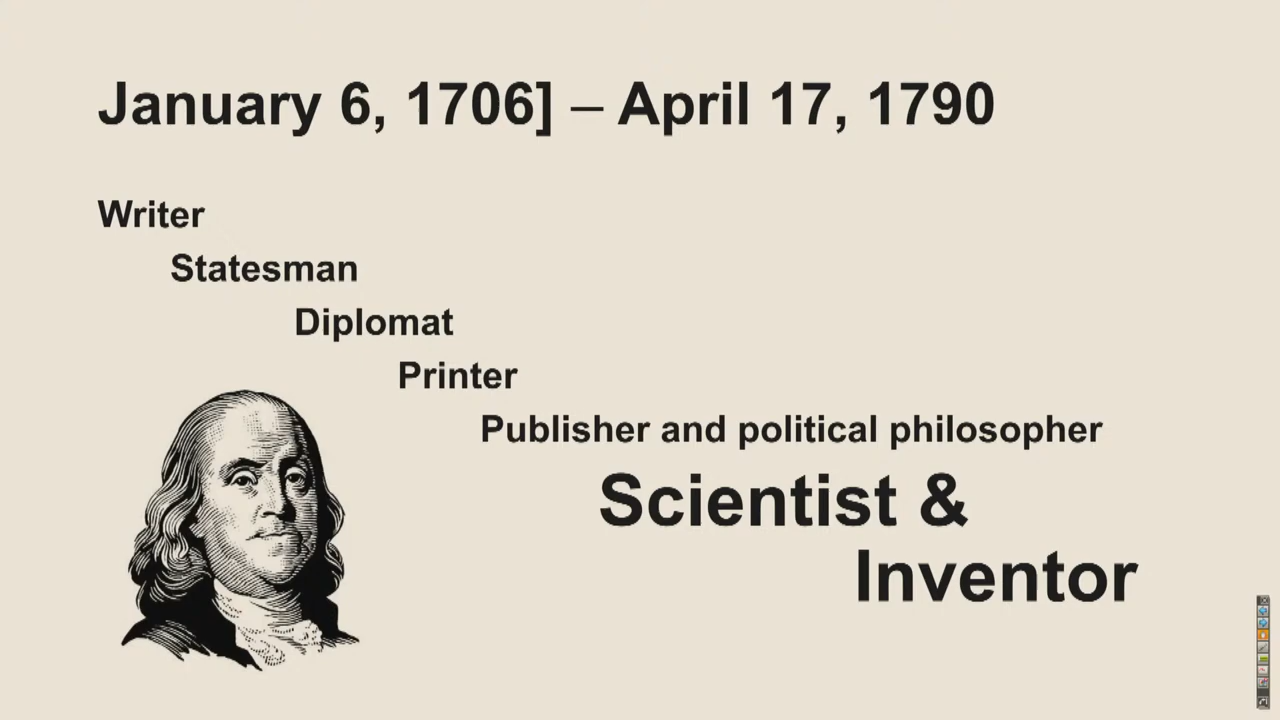 January 6, 1706] – April 17, 1790
Writer
Statesman
Diplomat
Printer
Publisher and political philosopher
Scientist &
Inventor